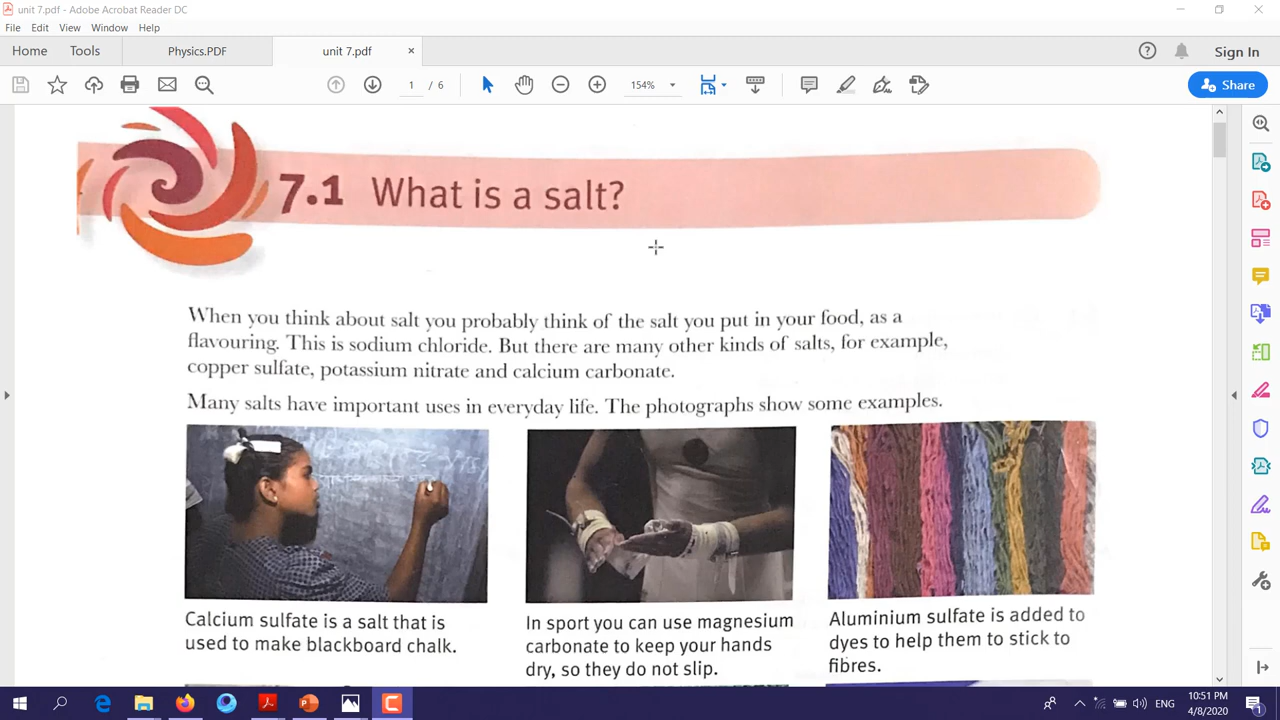 unit 7.pdf - Adobe Acrobat Reader DC
File Edit View Window Help
Home Tools Physics.PDF unit 7.pdf × Sign In
1 / 6 154% Share
7.1 What is a salt?
When you think about salt you probably think of the salt you put in your food, as a
flavouring. This is sodium chloride. But there are many other kinds of salts, for example,
copper sulfate, potassium nitrate and calcium carbonate.
Many salts have important uses in everyday life. The photographs show some examples.
Calcium sulfate is a salt that is
used to make blackboard chalk.
In sport you can use magnesium
carbonate to keep your hands
dry, so they do not slip.
Aluminium sulfate is added to
dyes to help them to stick to
fibres.
ENG
10:51 PM
4/8/2020
1